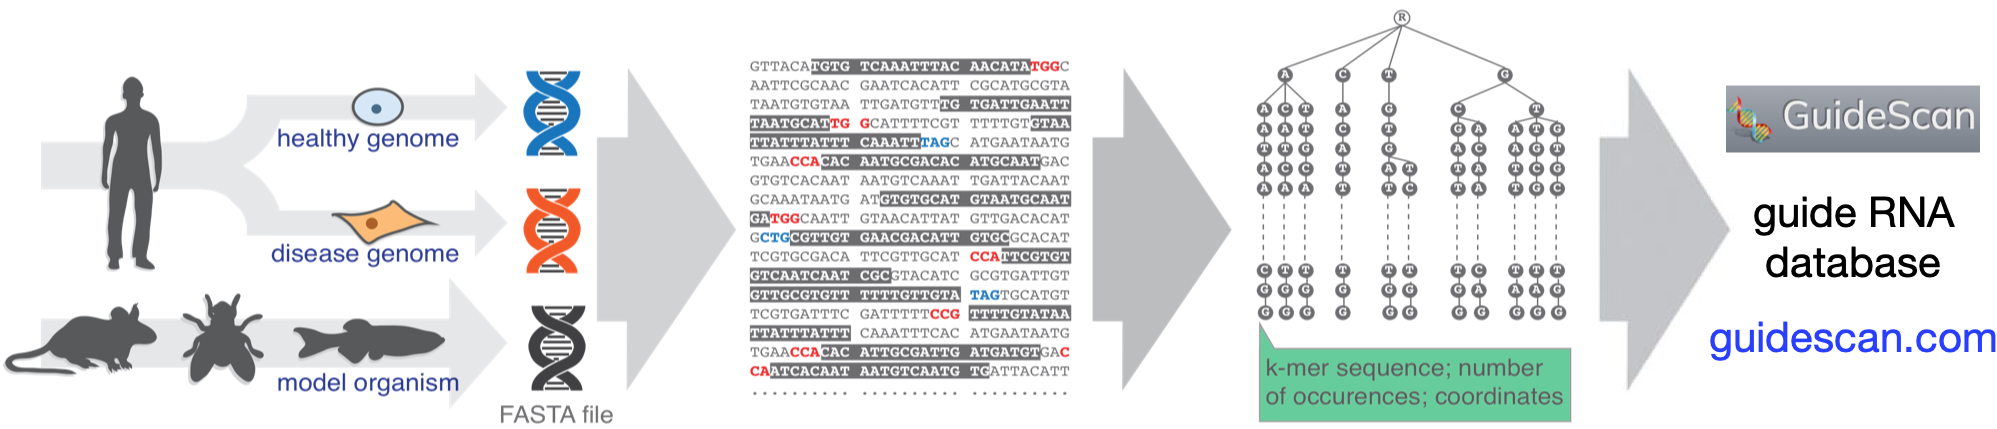 healthy genome
disease genome
model organism
FASTA file
GTTACATGTG TCAAATTTAC AACATATGGC
AATTCGCAAC GAATCACATT CGCATGCGTA
TAATGTGTAA TTGATGTTTG TGATTGAATT
TAATGCATTG GCATTTTCGT TTTTGTGTAA
TTATTTATTT CAAATTTAGC ATGAATAATG
TGAACCACAC AATGCGACAC ATGCAATGAC
GTGTCACAAT AATGTCAAAT TGATTACAAT
GCAAATAATG ATGTGTGCAT GTAATGCAAT
GATGGCAATT GTAACATTAT GTTGACACAT
GCTGCGTTGT GAACGACATT GTGCGCACAT
TCGTGCGACA TTCGTTGCAT CCATTCGTGT
GTCAATCAAT CGCGTACATC GCGTGATTGT
GTTGCGTGTT TTTTGTTGTA TAGTGCATGT
TCGTGATTTC GATTTTTCCG TTTTGTATAA
TTATTTATTT CAAATTTCAC ATGAATAATG
TGAACCACAC ATTGCGATTG ATGATGTGAC
CAATCACAAT AATGTCAATG TGATTACATT
R
A C T G
A C T A G C T
A A T C T G A A T G
A A G A T A A T T G T
T T C T G A A T G G
A A A T A T T T T G C
A C A T T C T A T G C
C T T T T T T C T T T
G G G G G G G A G A G
G G G G G G G G G G G
k-mer sequence; number
of occurences; coordinates
GuideScan
guide RNA
database
guidescan.com